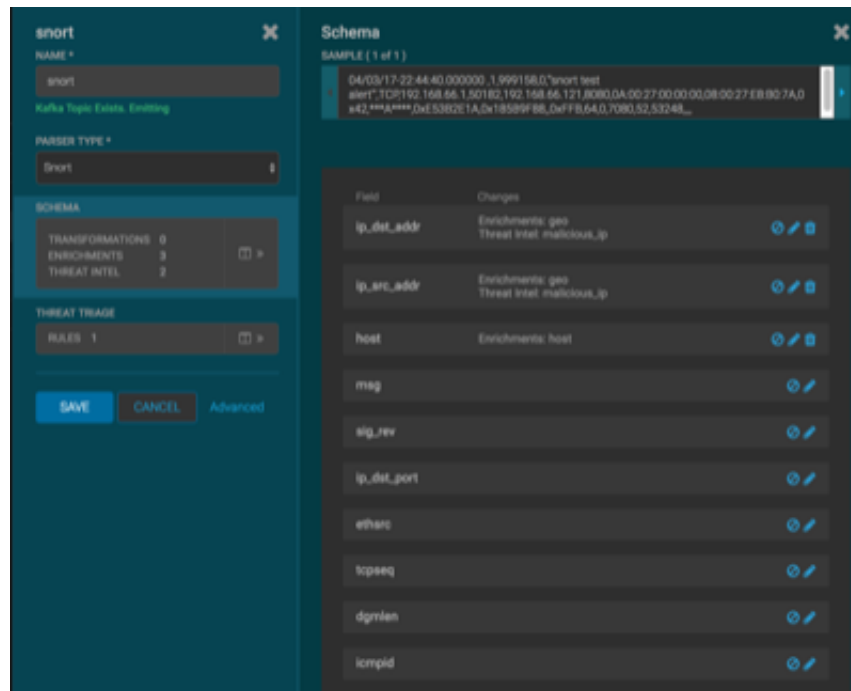 snort
NAME *
snort
Kafka Topic Exists. Emitting
PARSER TYPE *
Snort
SCHEMA
TRANSFORMATIONS 0
ENRICHMENTS 3
THREAT INTEL 2
THREAT TRIAGE
RULES 1
SAVE CANCEL Advanced
Schema
SAMPLE ( 1 of 1 )
04/03/17-22:44:40.000000 ,1,999158,0,"snort test
alert",TCP,192.168.66.1,50182,192.168.66.121,8080,0A:00:27:00:00:00,08:00:27:E8:B0:7A,0
x42,***A****,0xE53B2E1A,0x18589FB8,,0xFFB,64,0,7080,52,53248,,,,
Field Changes
ip_dst_addr Enrichments: geo
Threat Intel: malicious_ip
ip_src_addr Enrichments: geo
Threat Intel: malicious_ip
host Enrichments: host
msg
sig_rev
ip_dst_port
ethsrc
tcpseq
dgmlen
icmpid